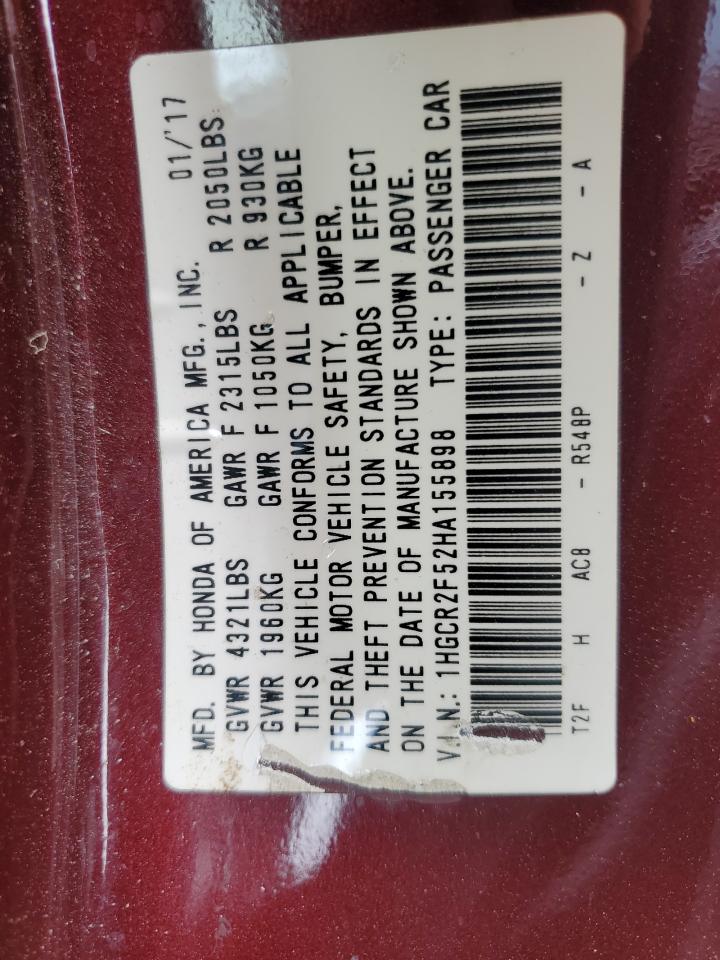 MFD. BY HONDA OF AMERICA MFG., INC. 01/'17
GVWR 4321LBS GAWR F 2315LBS R 2050LBS
GVWR 1960KG GAWR F 1050KG R 930KG
THIS VEHICLE CONFORMS TO ALL APPLICABLE
FEDERAL MOTOR VEHICLE SAFETY, BUMPER,
AND THEFT PREVENTION STANDARDS IN EFFECT
ON THE DATE OF MANUFACTURE SHOWN ABOVE.
V.I.N.: 1HGCR2F52HA155898 TYPE: PASSENGER CAR
T2F H AC8 - R548P - Z - A